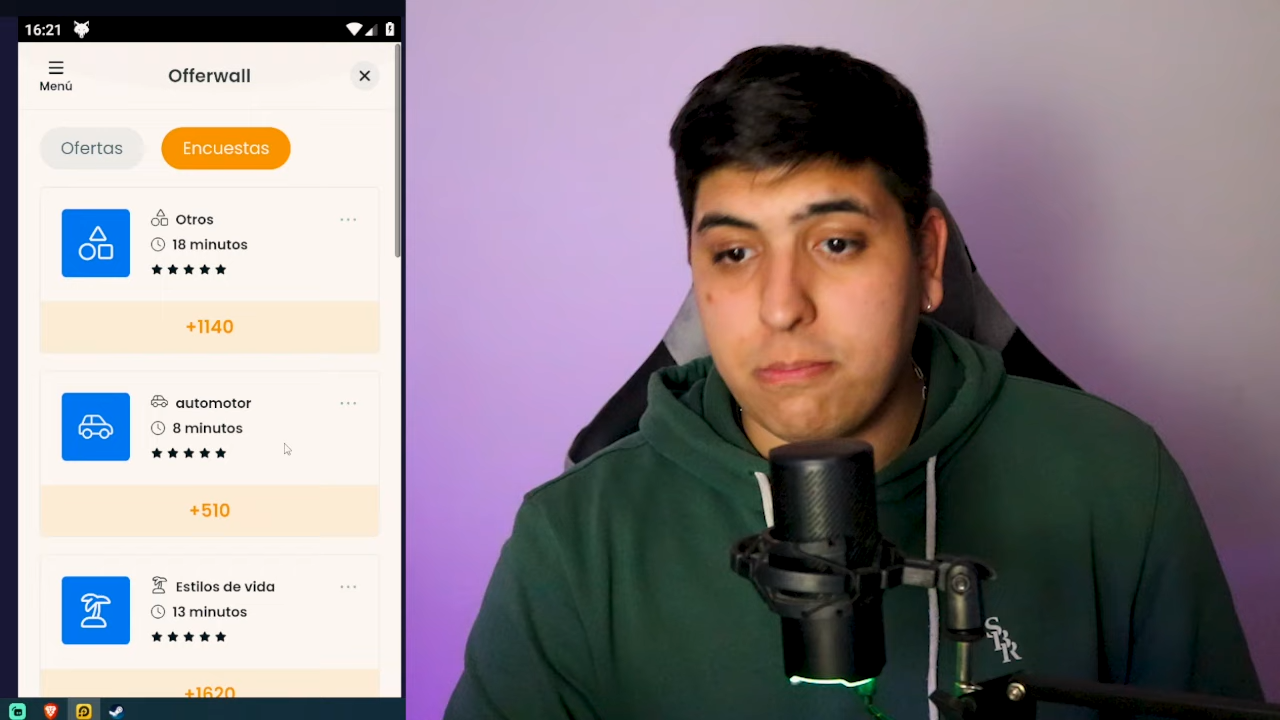 16:21
Menú
Offerwall
Ofertas
Encuestas
Otros
18 minutos
+1140
automotor
8 minutos
+510
Estilos de vida
13 minutos
+1620